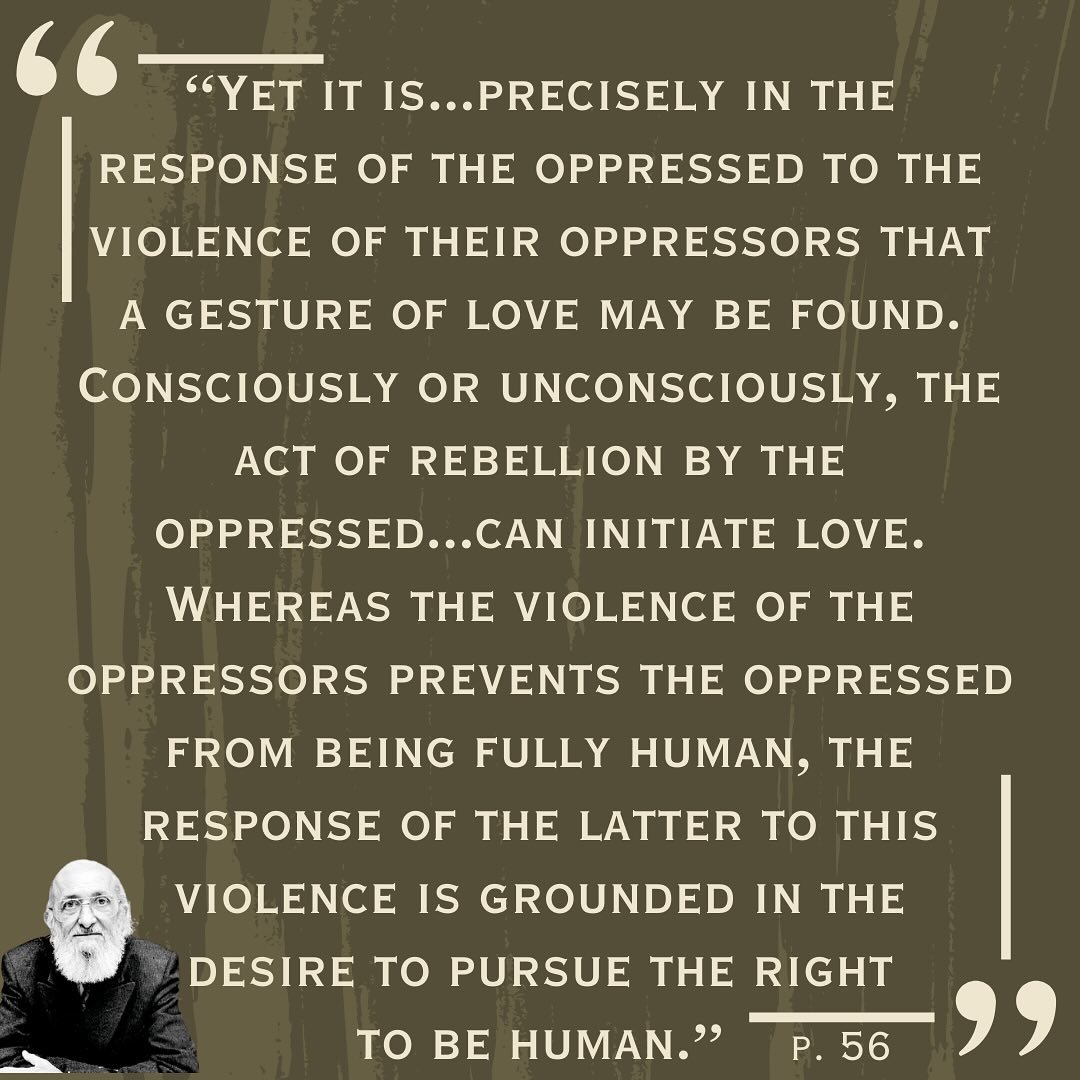 “Yet it is...precisely in the
response of the oppressed to the
violence of their oppressors that
a gesture of love may be found.
Consciously or unconsciously, the
act of rebellion by the
oppressed...can initiate love.
Whereas the violence of the
oppressors prevents the oppressed
from being fully human, the
response of the latter to this
violence is grounded in the
desire to pursue the right
to be human.”
p. 56